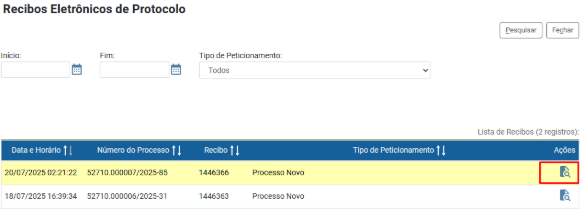 Recibos Eletrônicos de Protocolo
Pesquisar Fechar
Início: Fim: Tipo de Peticionamento:
Todos
Lista de Recibos (2 registros):
Data e Horário Número do Processo Recibo Tipo de Peticionamento Ações
20/07/2025 02:21:22 52710.000007/2025-85 1446366 Processo Novo
18/07/2025 16:39:34 52710.000006/2025-31 1446363 Processo Novo